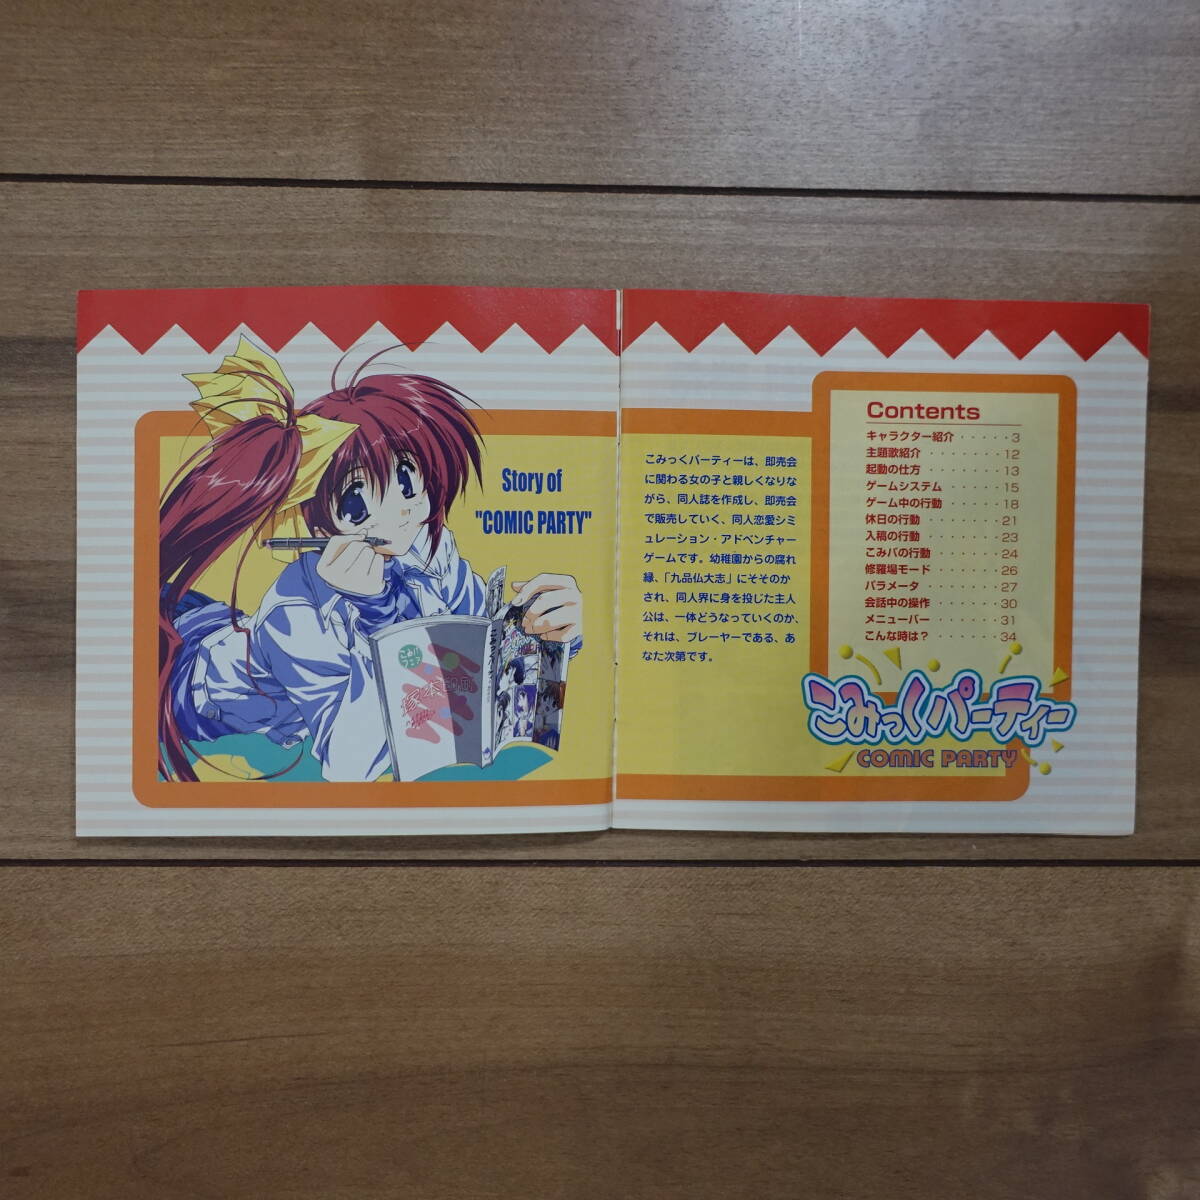 Story of
"COMIC PARTY"
こみパ
マニア
こみっくパーティーは、即売会
に関わる女の子と親しくなりな
がら、同人誌を作成し、即売会
で販売していく、同人恋愛シミ
ュレーション・アドベンチャー
ゲームです。幼稚園からの腐れ
縁、「九品仏大志」にそそのか
され、同人界に身を投じた主人
公は、一体どうなっていくのか、
それは、プレーヤーである、あ
なた次第です。
Contents
キャラクター紹介・・・・・3
主題歌紹介・・・・・・・12
起動の仕方・・・・・・・13
ゲームシステム・・・・・15
ゲーム中の行動・・・・・18
休日の行動・・・・・・・21
入稿の行動・・・・・・・23
こみパの行動・・・・・・24
修羅場モード・・・・・・26
パラメータ・・・・・・・27
会話中の操作・・・・・・30
メニューバー・・・・・・31
こんな時は？・・・・・・34
こみっくパーティー
COMIC PARTY